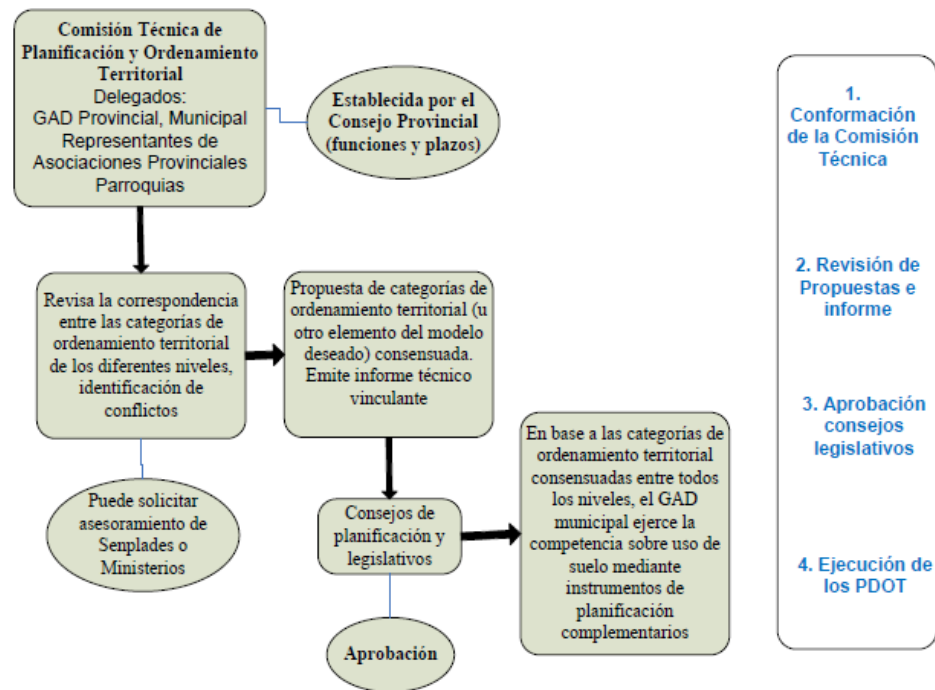 Comisión Técnica de
Planificación y Ordenamiento
Territorial
Delegados:
GAD Provincial, Municipal
Representantes de
Asociaciones Provinciales
Parroquias
Establecida por el
Consejo Provincial
(funciones y plazos)
Revisa la correspondencia
entre las categorías de
ordenamiento territorial
de los diferentes niveles,
identificación de
conflictos
Propuesta de categorías de
ordenamiento territorial (u
otro elemento del modelo
deseado) consensuada.
Emite informe técnico
vinculante
Puede solicitar
asesoramiento de
Senplades o
Ministerios
Consejos de
planificación y
legislativos
Aprobación
En base a las categorías de
ordenamiento territorial
consensuadas entre todos
los niveles, el GAD
municipal ejerce la
competencia sobre uso de
suelo mediante
instrumentos de
planificación
complementarios
1.
Conformación
de la Comisión
Técnica
2. Revisión de
Propuestas e
informe
3. Aprobación
consejos
legislativos
4. Ejecución de
los PDOT